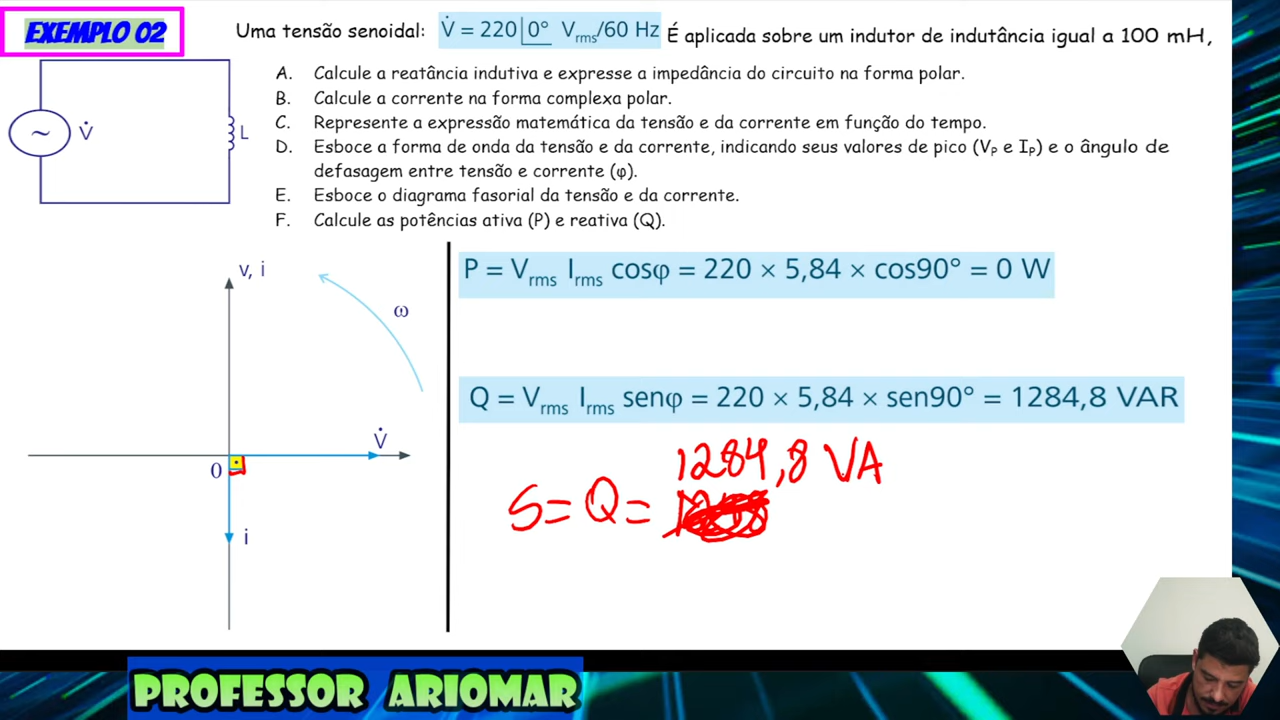 EXEMPLO 02
Uma tensão senoidal: V̇ = 220|0° Vrms/60 Hz É aplicada sobre um indutor de indutância igual a 100 mH,
A. Calcule a reatância indutiva e expresse a impedância do circuito na forma polar.
B. Calcule a corrente na forma complexa polar.
C. Represente a expressão matemática da tensão e da corrente em função do tempo.
D. Esboce a forma de onda da tensão e da corrente, indicando seus valores de pico (VP e IP) e o ângulo de
defasagem entre tensão e corrente (φ).
E. Esboce o diagrama fasorial da tensão e da corrente.
F. Calcule as potências ativa (P) e reativa (Q).
~ V̇ L
v, i
ω
V̇
0
i
P = Vrms Irms cosφ = 220 × 5,84 × cos90° = 0 W
Q = Vrms Irms senφ = 220 × 5,84 × sen90° = 1284,8 VAR
1284,8 VA
S = Q =
PROFESSOR ARIOMAR